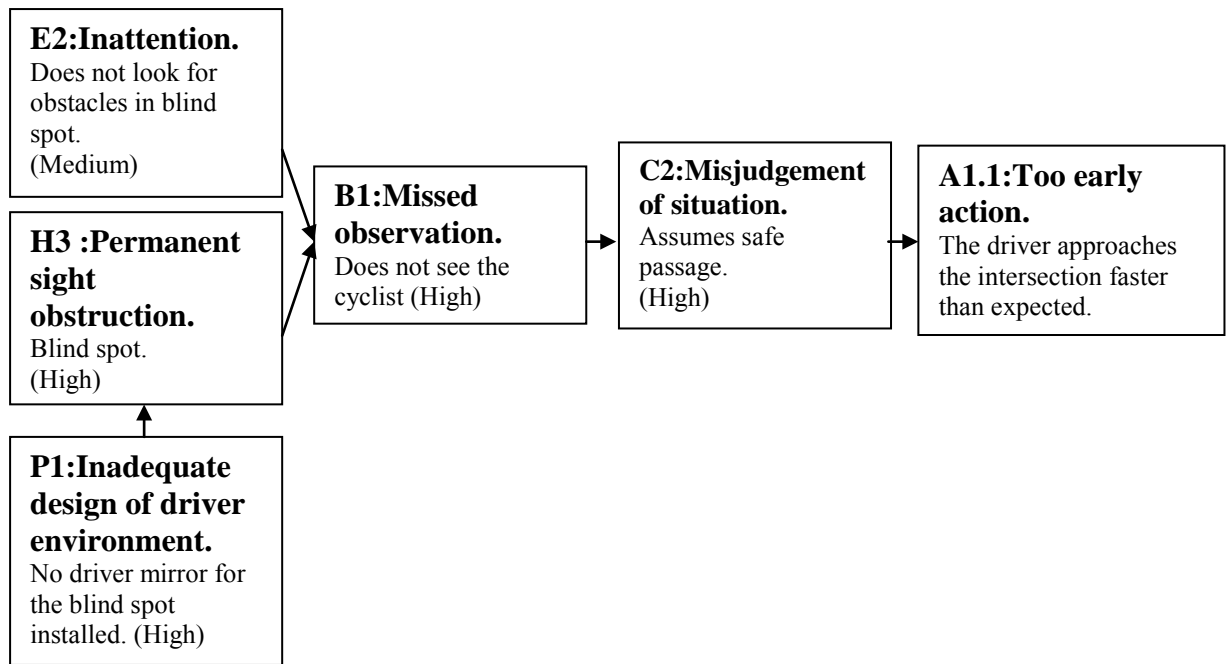 E2:Inattention.
Does not look for
obstacles in blind
spot.
(Medium)
H3 :Permanent
sight
obstruction.
Blind spot.
(High)
P1:Inadequate
design of driver
environment.
No driver mirror for
the blind spot
installed. (High)
B1:Missed
observation.
Does not see the
cyclist (High)
C2:Misjudgement
of situation.
Assumes safe
passage.
(High)
A1.1:Too early
action.
The driver approaches
the intersection faster
than expected.